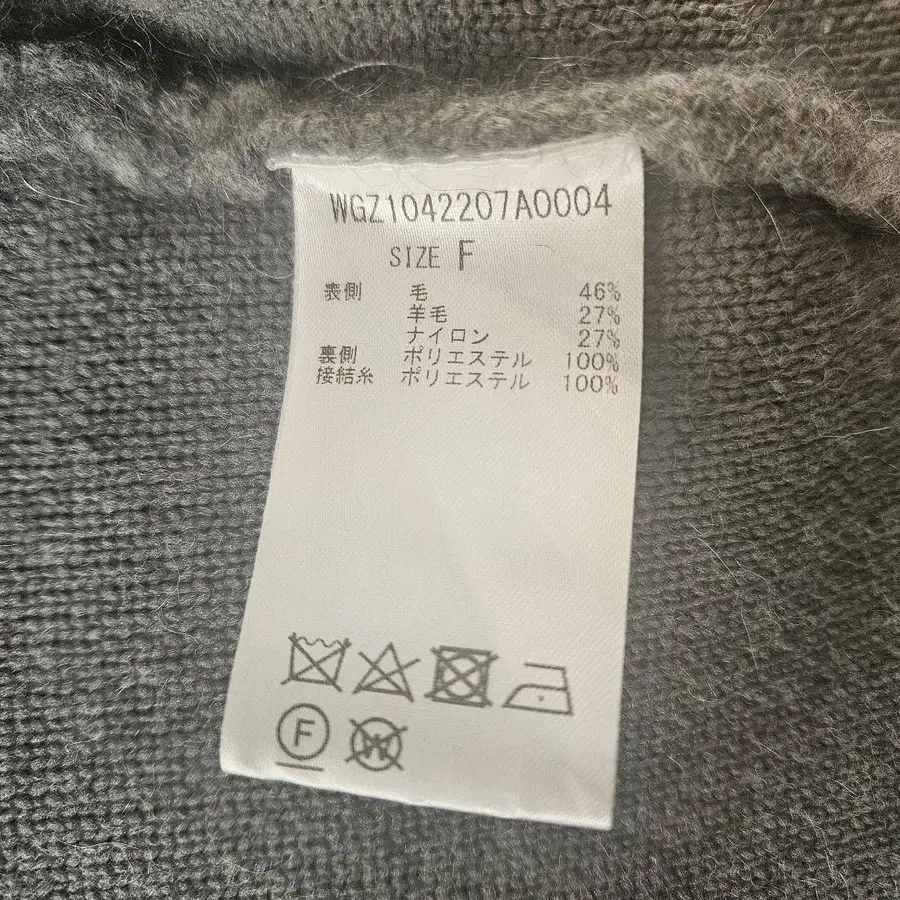 WGZ1042207A0004
SIZE F
表側 毛 46%
羊毛 27%
ナイロン 27%
裏側 ポリエステル 100%
接結糸 ポリエステル 100%
F
W